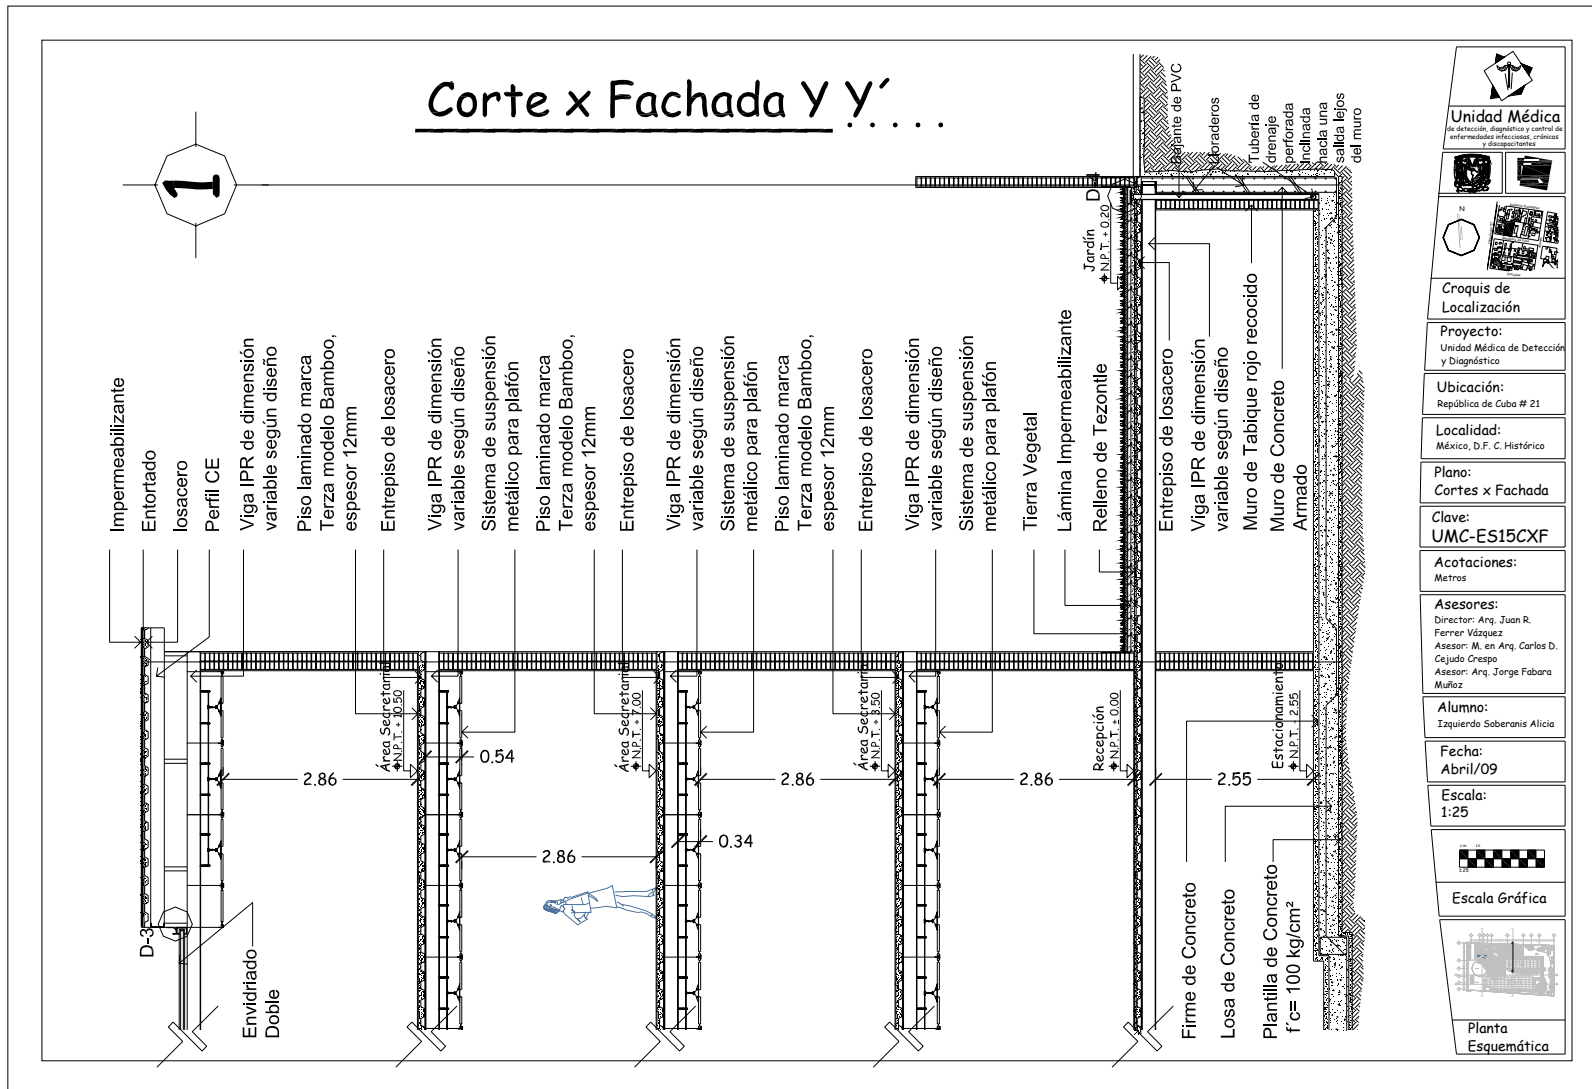 Corte x Fachada Y Y´.....
1
Impermeabilizante
Entortado
losacero
Perfil CE
Viga IPR de dimensión
variable según diseño
Piso laminado marca
Terza modelo Bamboo,
espesor 12mm
Entrepiso de losacero
Viga IPR de dimensión
variable según diseño
Sistema de suspensión
metálico para plafón
Piso laminado marca
Terza modelo Bamboo,
espesor 12mm
Entrepiso de losacero
Viga IPR de dimensión
variable según diseño
Sistema de suspensión
metálico para plafón
Piso laminado marca
Terza modelo Bamboo,
espesor 12mm
Entrepiso de losacero
Viga IPR de dimensión
variable según diseño
Sistema de suspensión
metálico para plafón
Tierra Vegetal
Lámina Impermeabilizante
Relleno de Tezontle
Entrepiso de losacero
Viga IPR de dimensión
variable según diseño
Muro de Tabique rojo recocido
Muro de Concreto
Armado
Bajante de PVC
Lloraderos
Tubería de
drenaje
perforada
Inclinada
hacia una
salida lejos
del muro
D-4
Jardín
N.P.T. + 0.20
Área Secretarial
N.P.T. + 10.50
Área Secretarial
N.P.T. + 7.00
Área Secretarial
N.P.T. + 3.50
Recepción
N.P.T. ± 0.00
Estacionamiento
N.P.T. - 2.55
2.86
0.54
2.86
2.86
2.86
2.55
0.34
D-3
Envidriado
Doble
Firme de Concreto
Losa de Concreto
Plantilla de Concreto
f´c= 100 kg/cm²
Unidad Médica
de detección, diagnóstico y control de
enfermedades infecciosas, crónicas
y discapacitantes
N
Croquis de
Localización
Proyecto:
Unidad Médica de Detección
y Diagnóstico
Ubicación:
República de Cuba # 21
Localidad:
México, D.F. C. Histórico
Plano:
Cortes x Fachada
Clave:
UMC-ES15CXF
Acotaciones:
Metros
Asesores:
Director: Arq. Juan R.
Ferrer Vázquez
Asesor: M. en Arq. Carlos D.
Cejudo Crespo
Asesor: Arq. Jorge Fabara
Muñoz
Alumno:
Izquierdo Soberanis Alicia
Fecha:
Abril/09
Escala:
1:25
1:25
Escala Gráfica
Planta
Esquemática